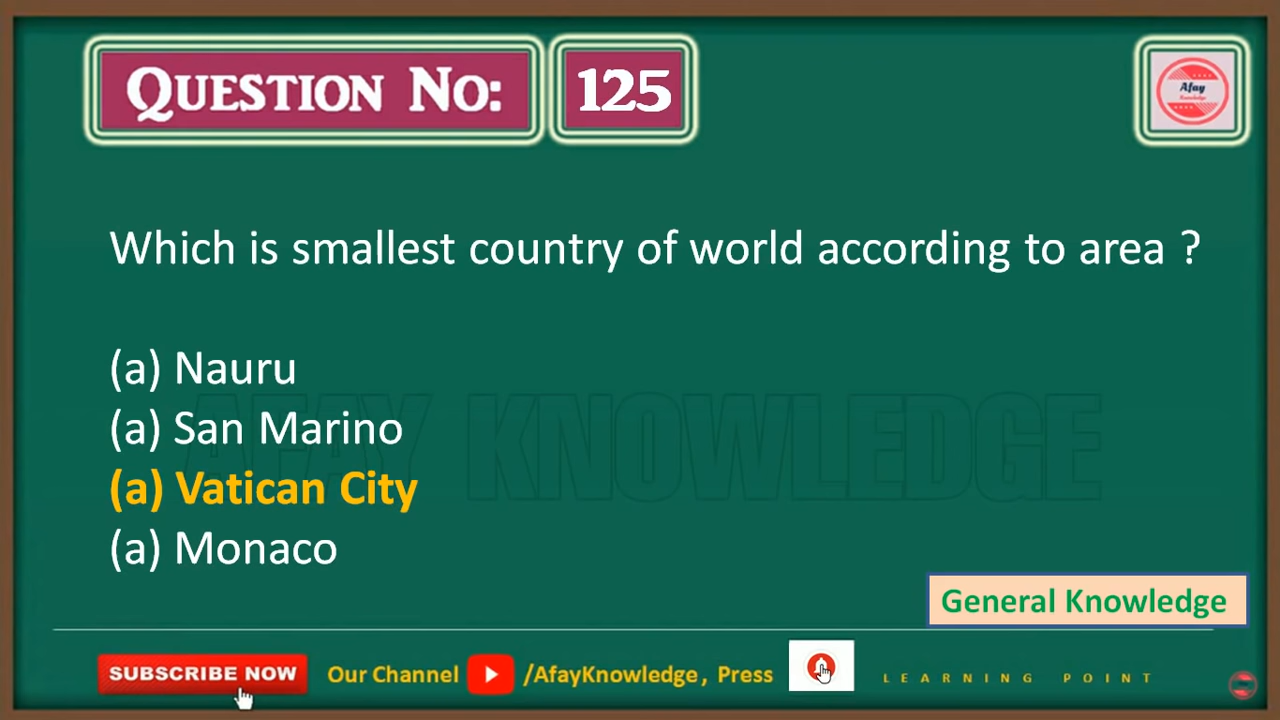 QUESTION NO: 125
Afay
Knowledge
Which is smallest country of world according to area ?
(a) Nauru
(a) San Marino
(a) Vatican City
(a) Monaco
AFAY KNOWLEDGE
General Knowledge
SUBSCRIBE NOW Our Channel /AfayKnowledge, Press LEARNING POINT